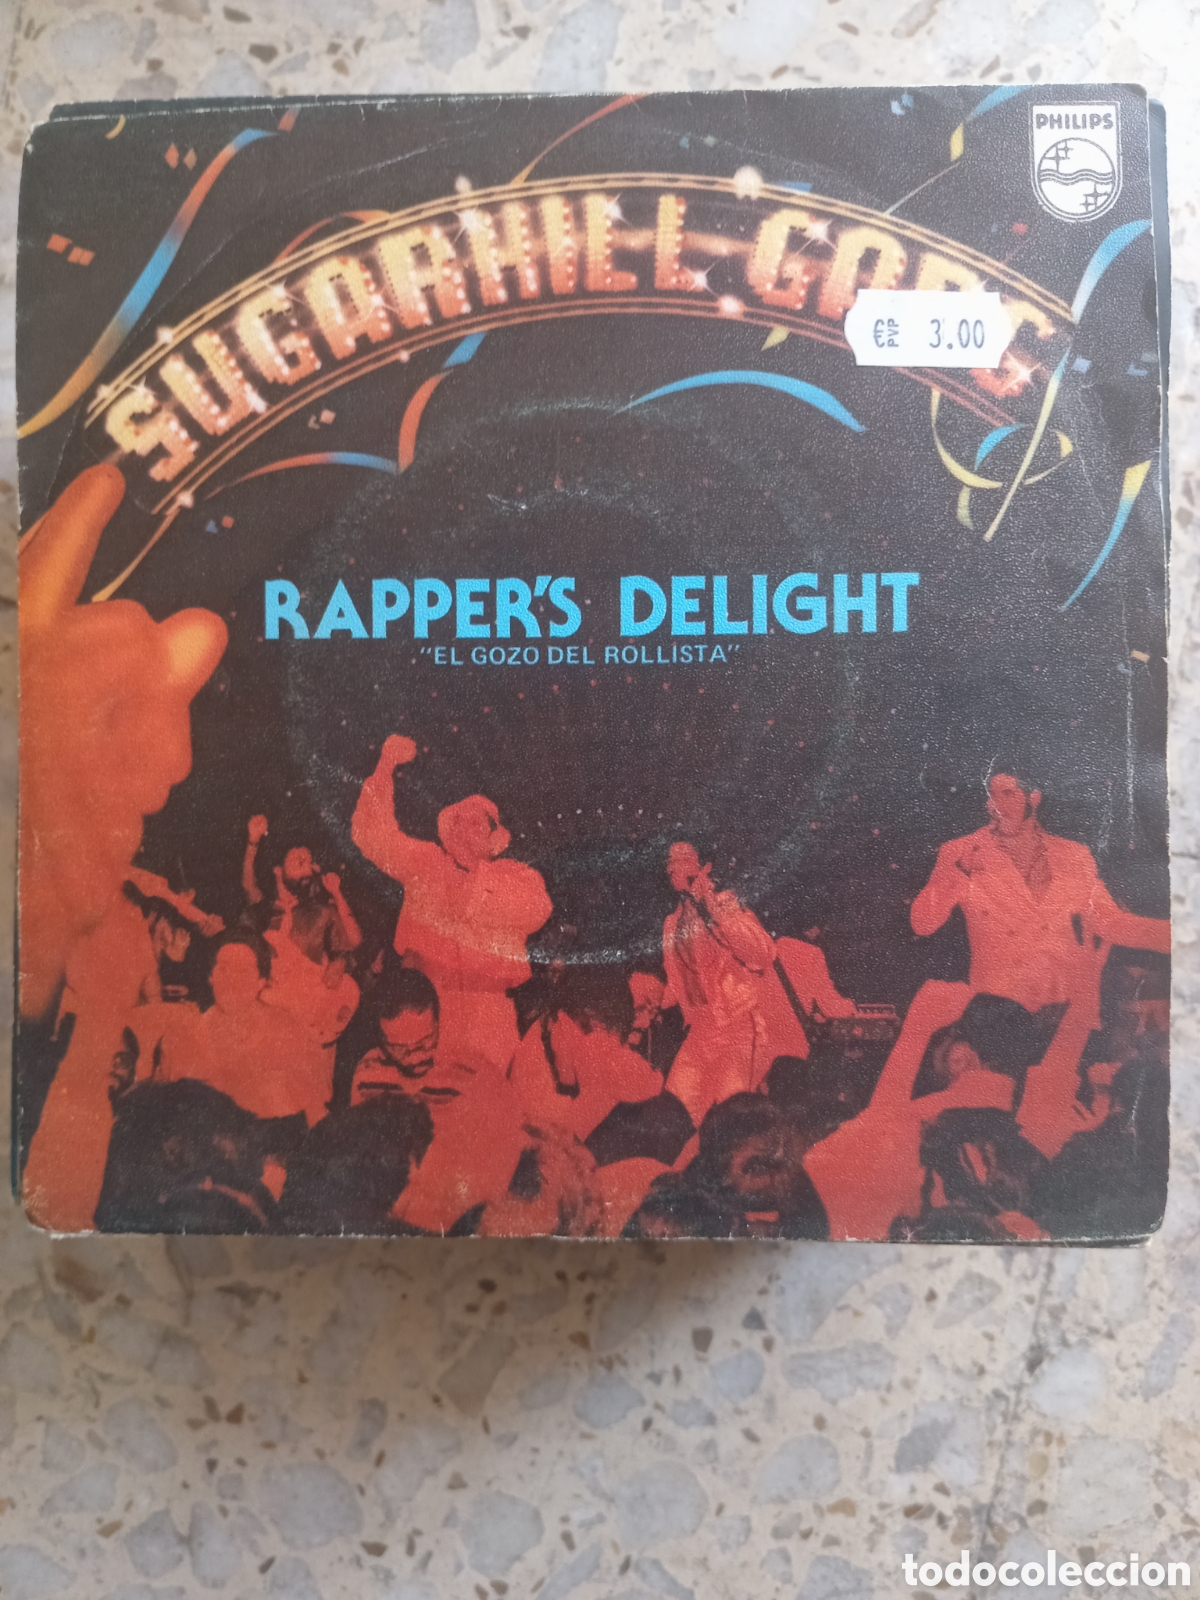 PHILIPS
SUGARHILL GANG
€ PVP 3.00
RAPPER'S DELIGHT
"EL GOZO DEL ROLLISTA"
todocoleccion